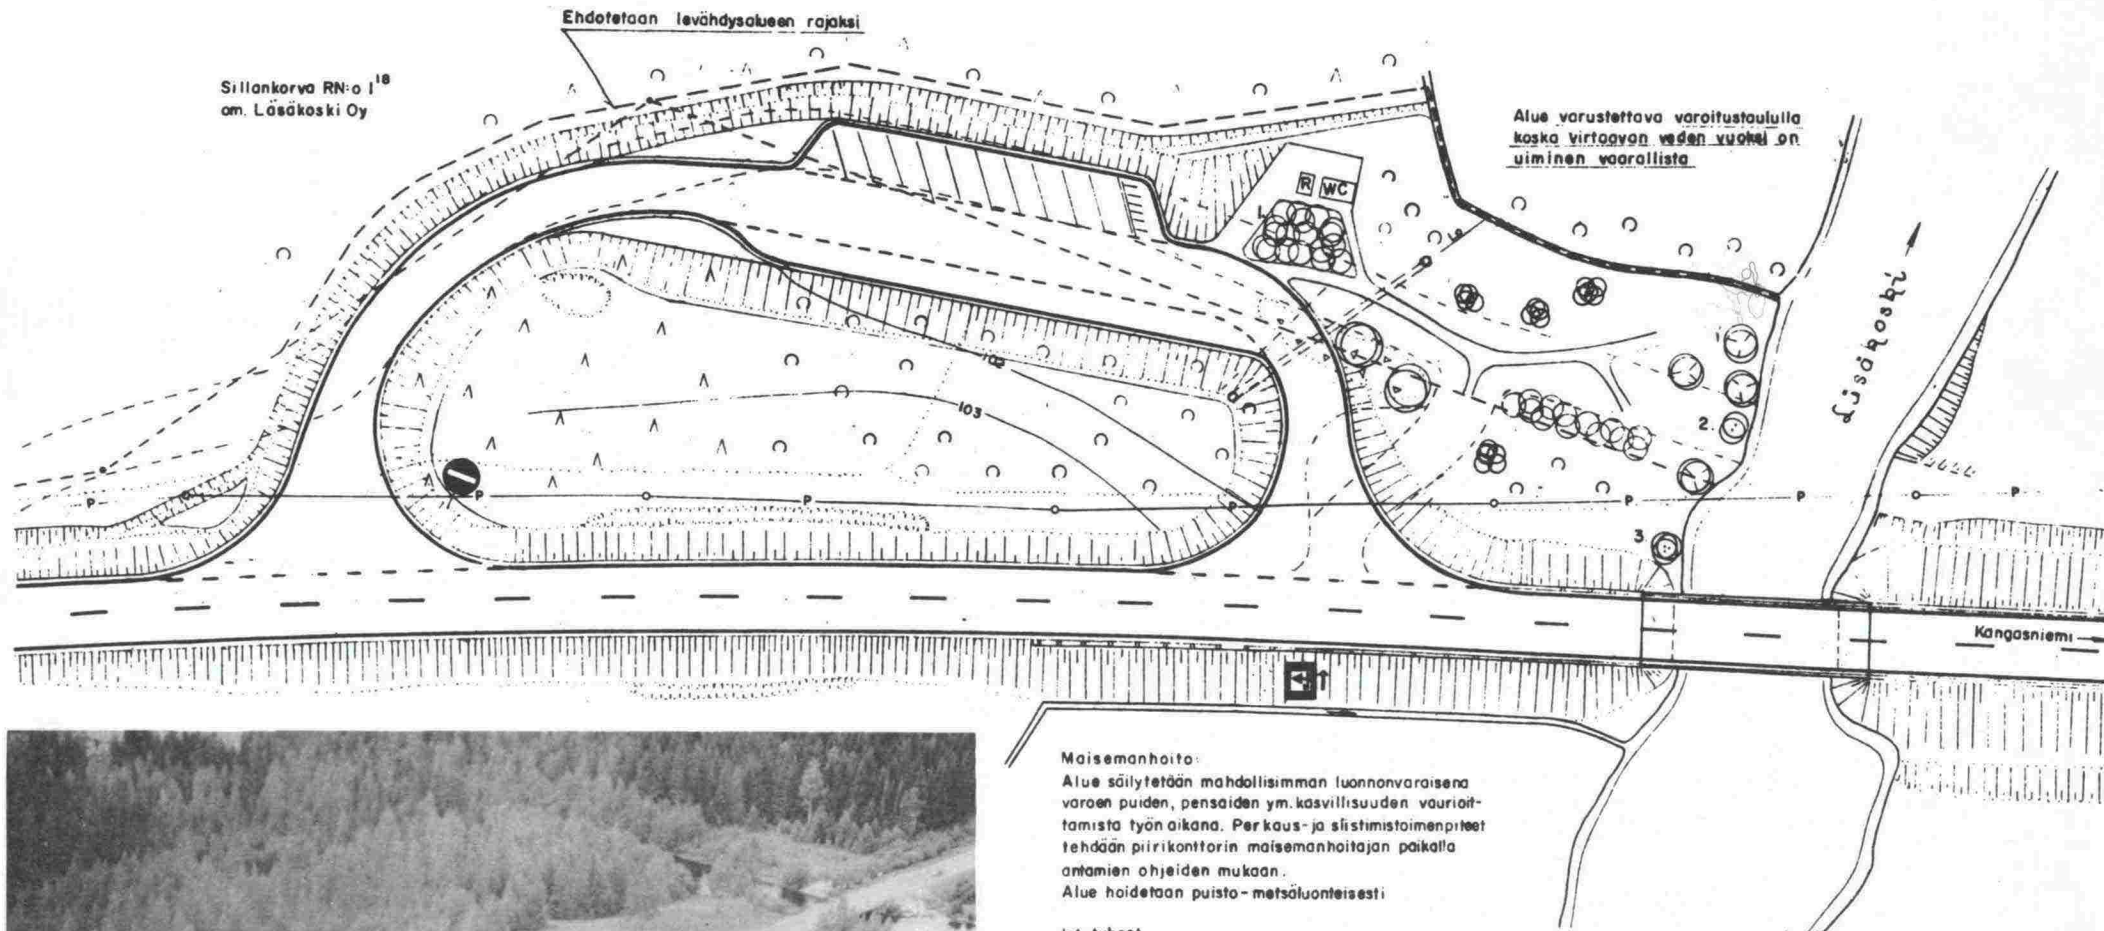 Ehdotetaan levähdysalueen rajaksi
Sillankorva RN:o 1¹⁸
om. Läsäkoski Oy
Alue varustettava varoitustaululla
koska virtaavan veden vuoksi on
uiminen vaarallista
R WC
L
Läsäkoski
102
103
1
2.
3
P P P P P P
Kangasniemi
Maisemanhoito:
Alue säilytetään mahdollisimman luonnonvaraisena
varoen puiden, pensaiden ym. kasvillisuuden vaurioit-
tamista työn aikana. Perkaus- ja siistimistoimenpiteet
tehdään piirikonttorin maisemanhoitajan paikalla
antamien ohjeiden mukaan.
Alue hoidetaan puisto-metsäluonteisesti